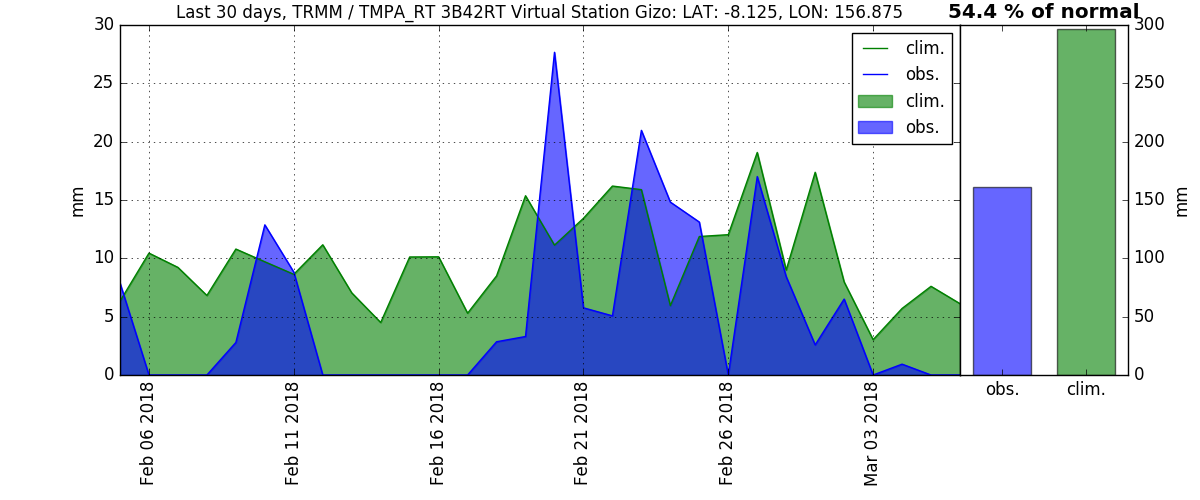 Last 30 days, TRMM / TMPA_RT 3B42RT Virtual Station Gizo: LAT: -8.125, LON: 156.875
54.4 % of normal
30
25
20
15
10
5
0
mm
clim.
obs.
clim.
obs.
Feb 06 2018
Feb 11 2018
Feb 16 2018
Feb 21 2018
Feb 26 2018
Mar 03 2018
300
250
200
150
100
50
0
mm
obs.
clim.